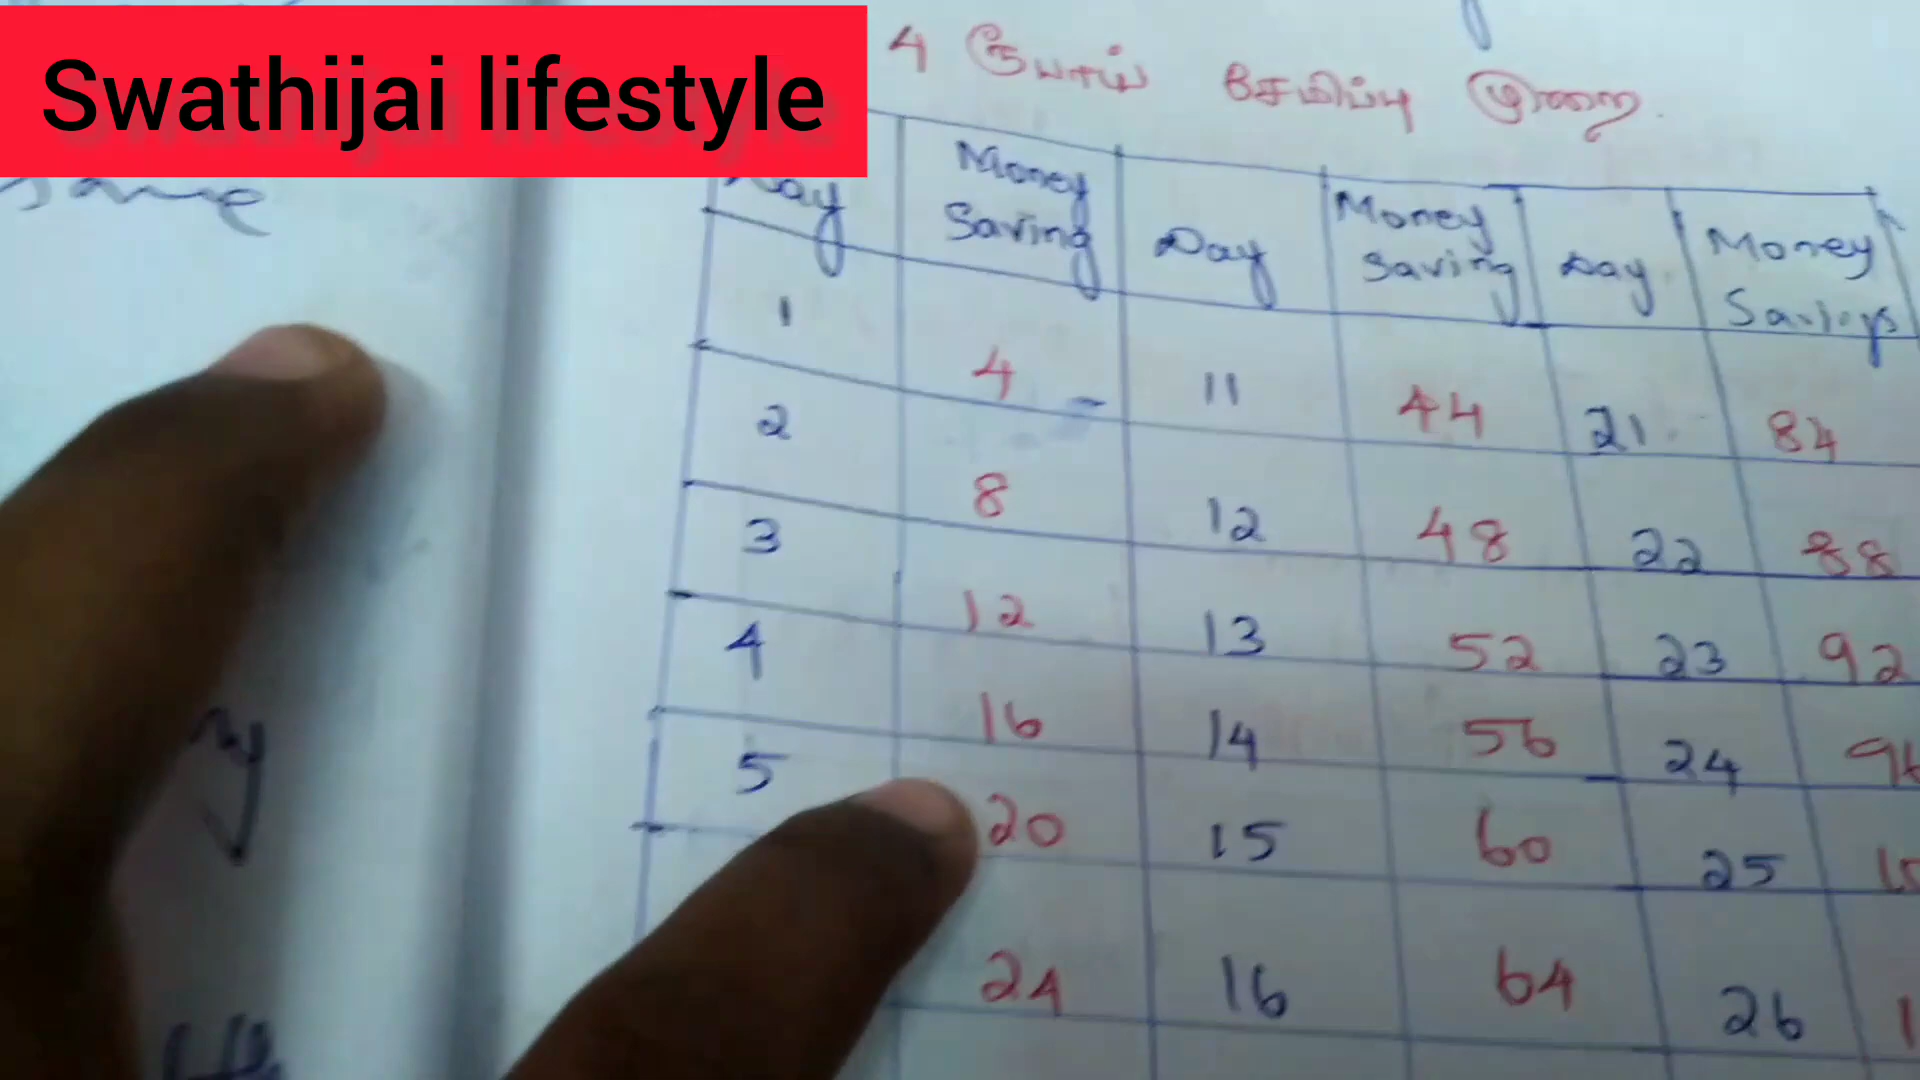 Swathijai lifestyle
4 ரூபாய் சேமிப்பு முறை.
same
Day Money Saving Day Money Saving Day Money Savings
1 4 11 44 21 84
2 8 12 48 22 88
3 12 13 52 23 92
4 16 14 56 24
5 20 15 60 25
24 16 64 26